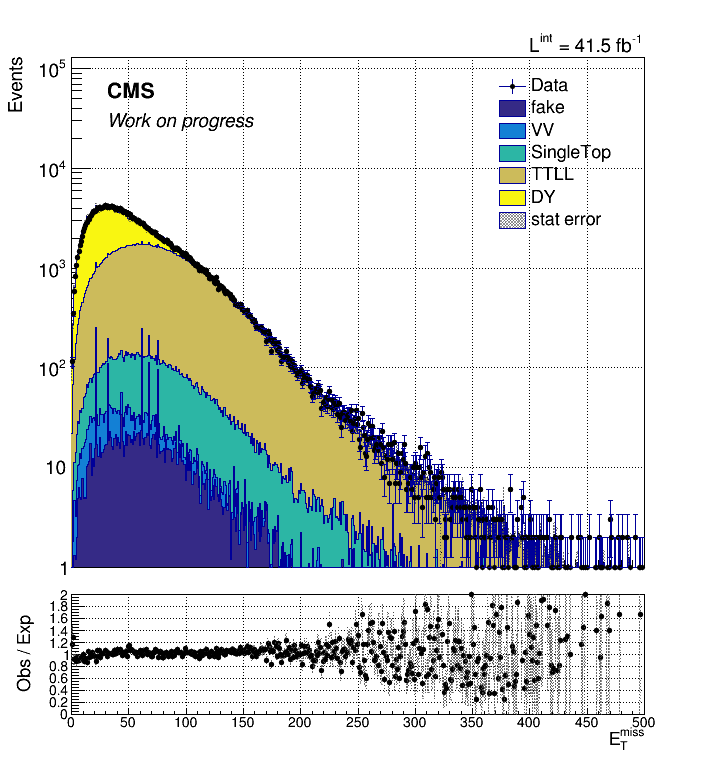 L^int = 41.5 fb^-1
Events
10^5
10^4
10^3
10^2
10
1
CMS
Work on progress
Data
fake
VV
SingleTop
TTLL
DY
stat error
Obs / Exp
2
1.8
1.6
1.4
1.2
1
0.8
0.6
0.4
0.2
0
0 50 100 150 200 250 300 350 400 450 500
E_T^miss